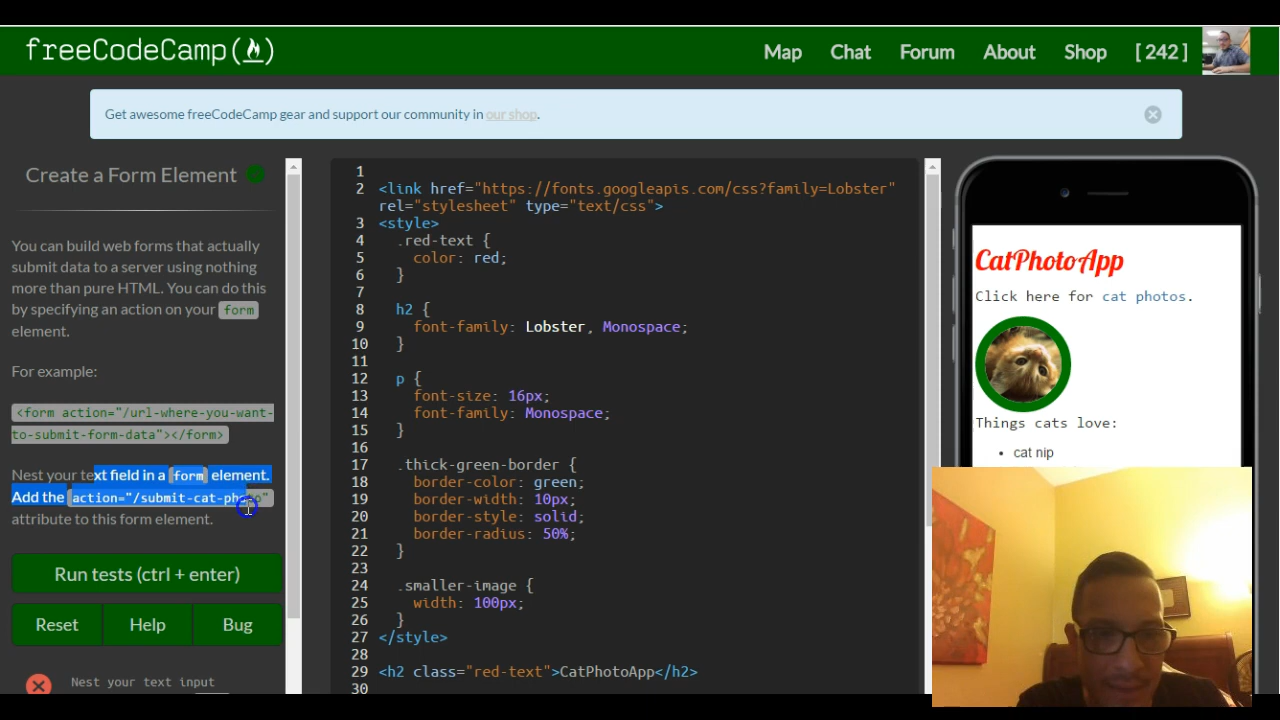 freeCodeCamp(🔥)
Map Chat Forum About Shop [ 242 ]
Get awesome freeCodeCamp gear and support our community in our shop.
Create a Form Element
You can build web forms that actually
submit data to a server using nothing
more than pure HTML. You can do this
by specifying an action on your form
element.
For example:
<form action="/url-where-you-want-
to-submit-form-data"></form>
Nest your text field in a form element.
Add the action="/submit-cat-photo"
attribute to this form element.
Run tests (ctrl + enter)
Reset Help Bug
Nest your text input
1
2 <link href="https://fonts.googleapis.com/css?family=Lobster"
rel="stylesheet" type="text/css">
3 <style>
4 .red-text {
5 color: red;
6 }
7
8 h2 {
9 font-family: Lobster, Monospace;
10 }
11
12 p {
13 font-size: 16px;
14 font-family: Monospace;
15 }
16
17 .thick-green-border {
18 border-color: green;
19 border-width: 10px;
20 border-style: solid;
21 border-radius: 50%;
22 }
23
24 .smaller-image {
25 width: 100px;
26 }
27 </style>
28
29 <h2 class="red-text">CatPhotoApp</h2>
30
CatPhotoApp
Click here for cat photos.
Things cats love:
• cat nip